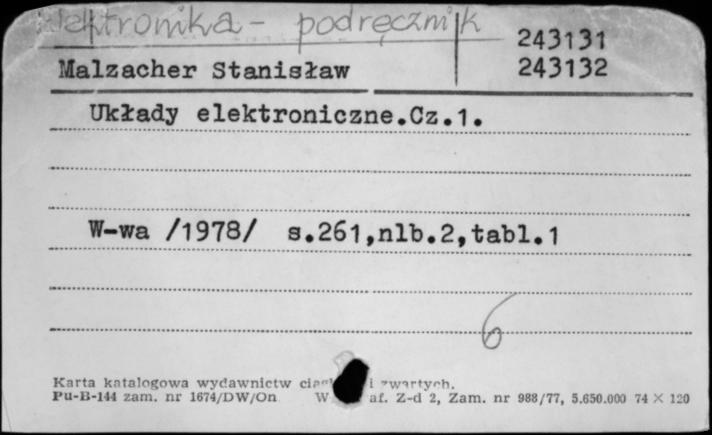 elektronika - podręcznik
243131
Malzacher Stanisław 243132
Układy elektroniczne.Cz.1.
W-wa /1978/ s.261,nlb.2,tabl.1
6
Karta katalogowa wydawnictw i zwartych.
Pu-B-144 zam. nr 1674/DW/On W af. Z-d 2, Zam. nr 988/77, 5.650.000 74 × 120